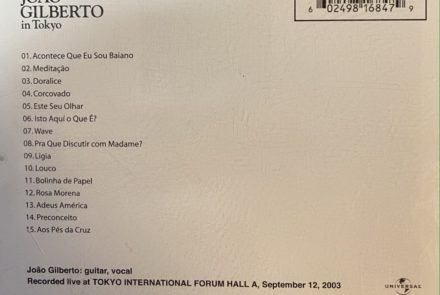 JOÃO
GILBERTO
in Tokyo
6 02498 16847 9
01.Acontece Que Eu Sou Baiano
02.Meditação
03.Doralice
04.Corcovado
05.Este Seu Olhar
06.Isto Aqui o Que É?
07.Wave
08.Pra Que Discutir com Madame?
09.Ligia
10.Louco
11.Bolinha de Papel
12.Rosa Morena
13.Adeus América
14.Preconceito
15.Aos Pés da Cruz
João Gilberto: guitar, vocal
Recorded live at TOKYO INTERNATIONAL FORUM HALL A, September 12, 2003
UNIVERSAL